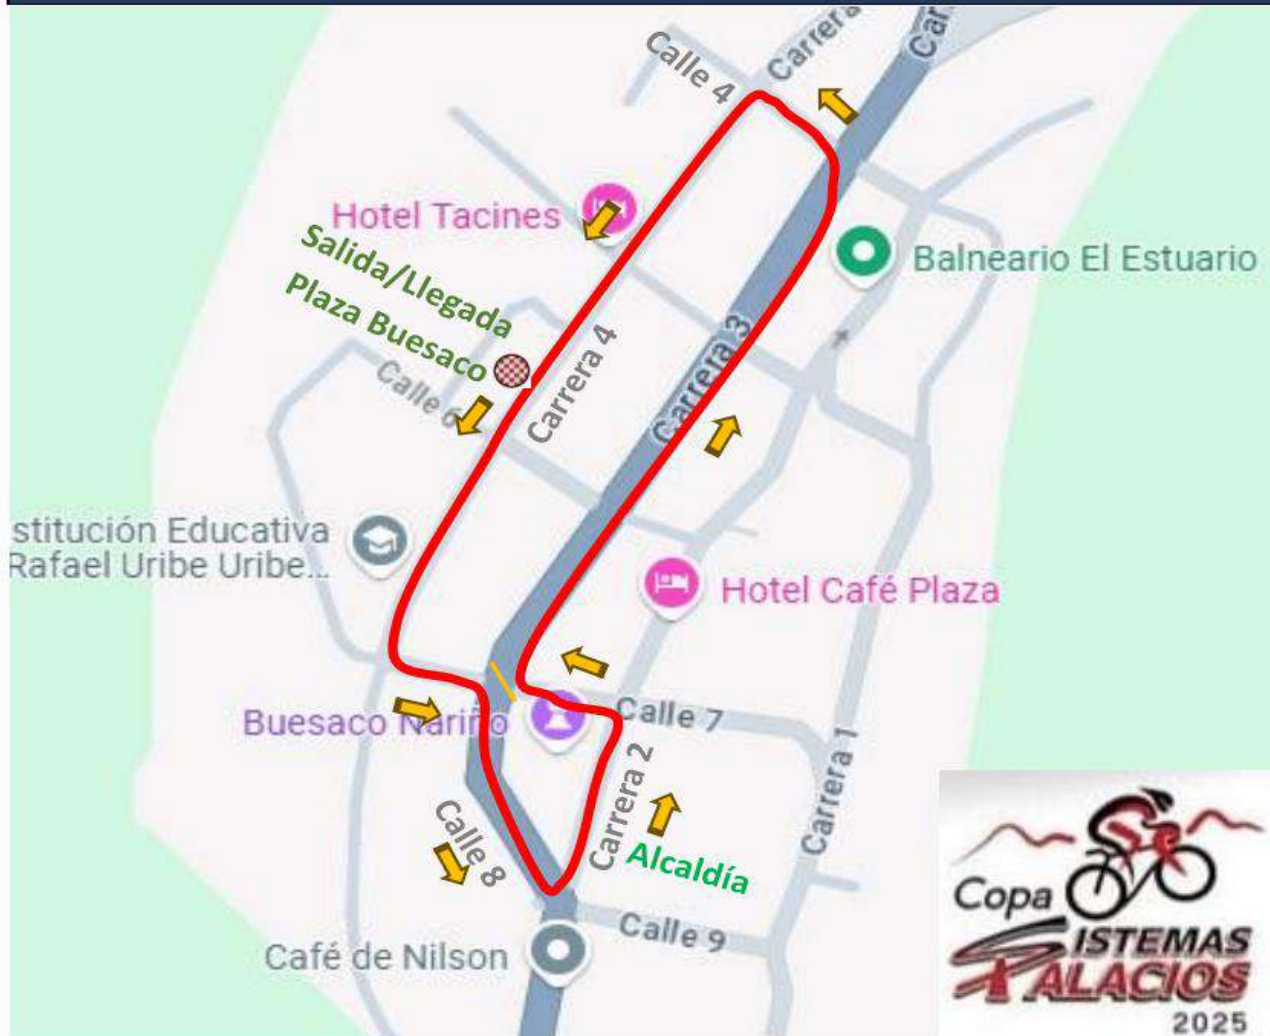 Calle 4
Carrera
Car
Hotel Tacines
Salida/Llegada
Plaza Buesaco
Balneario El Estuario
Carrera 4
Carrera 3
Calle 6
stitución Educativa
Rafael Uribe Uribe...
Hotel Café Plaza
Buesaco Nariño
Calle 7
Carrera 2
Carrera 1
Calle 8
Alcaldía
Calle 9
Café de Nilson
Copa
SISTEMAS
PALACIOS
2025